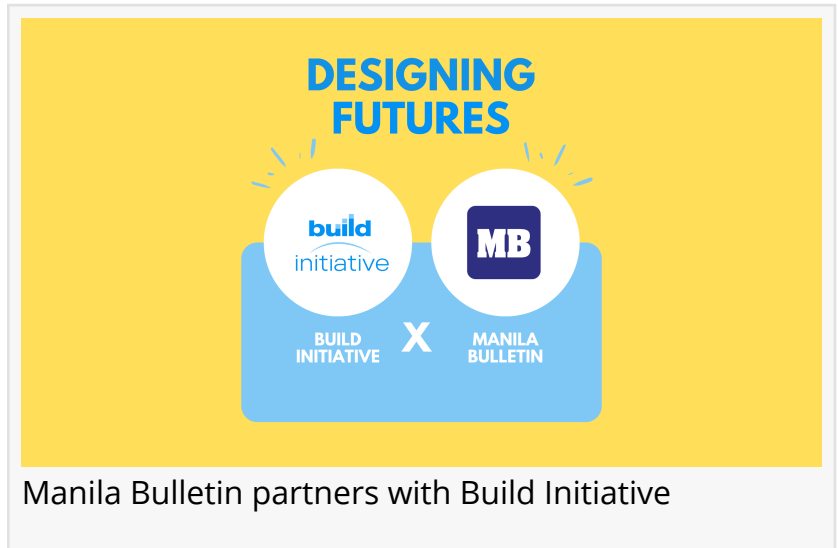 DESIGNING
FUTURES
build
initiative
MB
BUILD
INITIATIVE
X
MANILA
BULLETIN
Manila Bulletin partners with Build Initiative